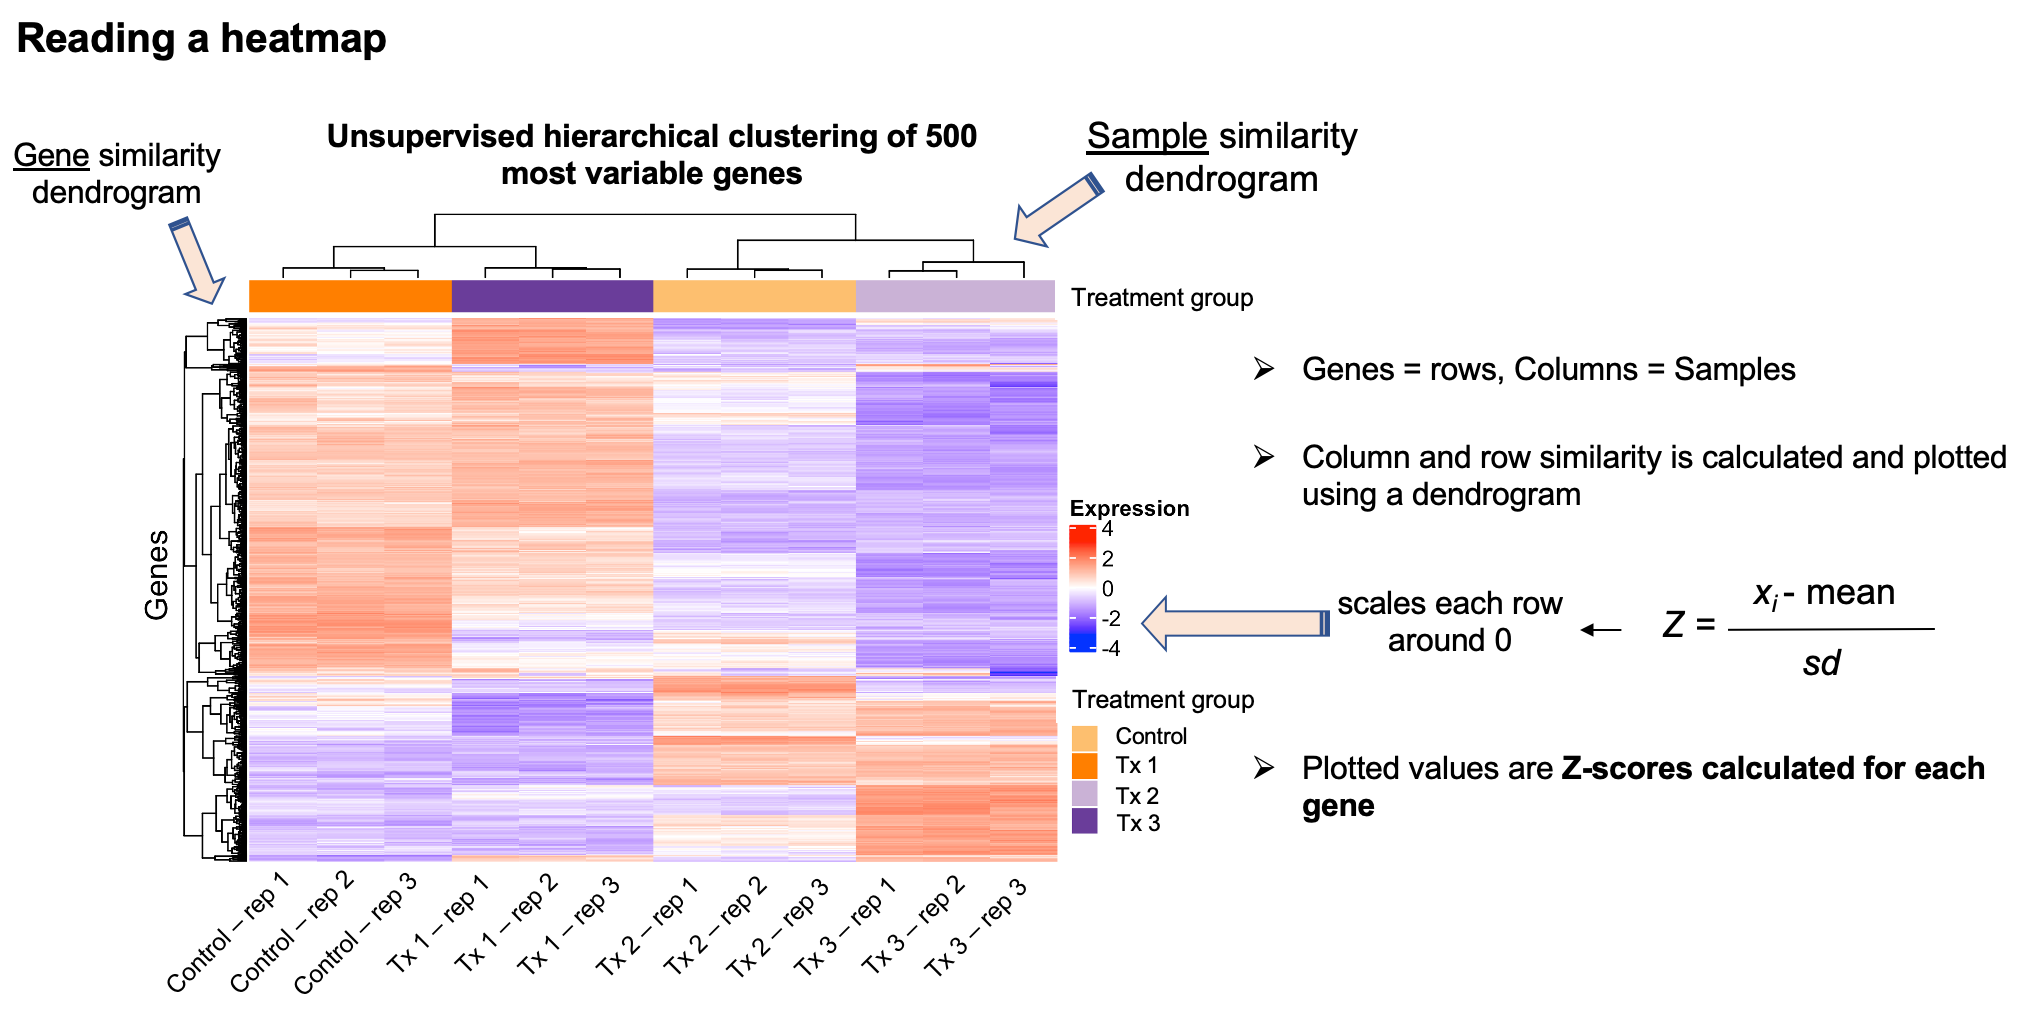 Reading a heatmap
Gene similarity
dendrogram
Unsupervised hierarchical clustering of 500
most variable genes
Sample similarity
dendrogram
Treatment group
➢ Genes = rows, Columns = Samples
➢ Column and row similarity is calculated and plotted
using a dendrogram
Genes
Expression
4
2
0
-2
-4
scales each row
around 0
Z = xi - mean
sd
Treatment group
Control
Tx 1
Tx 2
Tx 3
➢ Plotted values are Z-scores calculated for each
gene
Control – rep 1
Control – rep 2
Control – rep 3
Tx 1 – rep 1
Tx 1 – rep 2
Tx 1 – rep 3
Tx 2 – rep 1
Tx 2 – rep 2
Tx 2 – rep 3
Tx 3 – rep 1
Tx 3 – rep 2
Tx 3 – rep 3